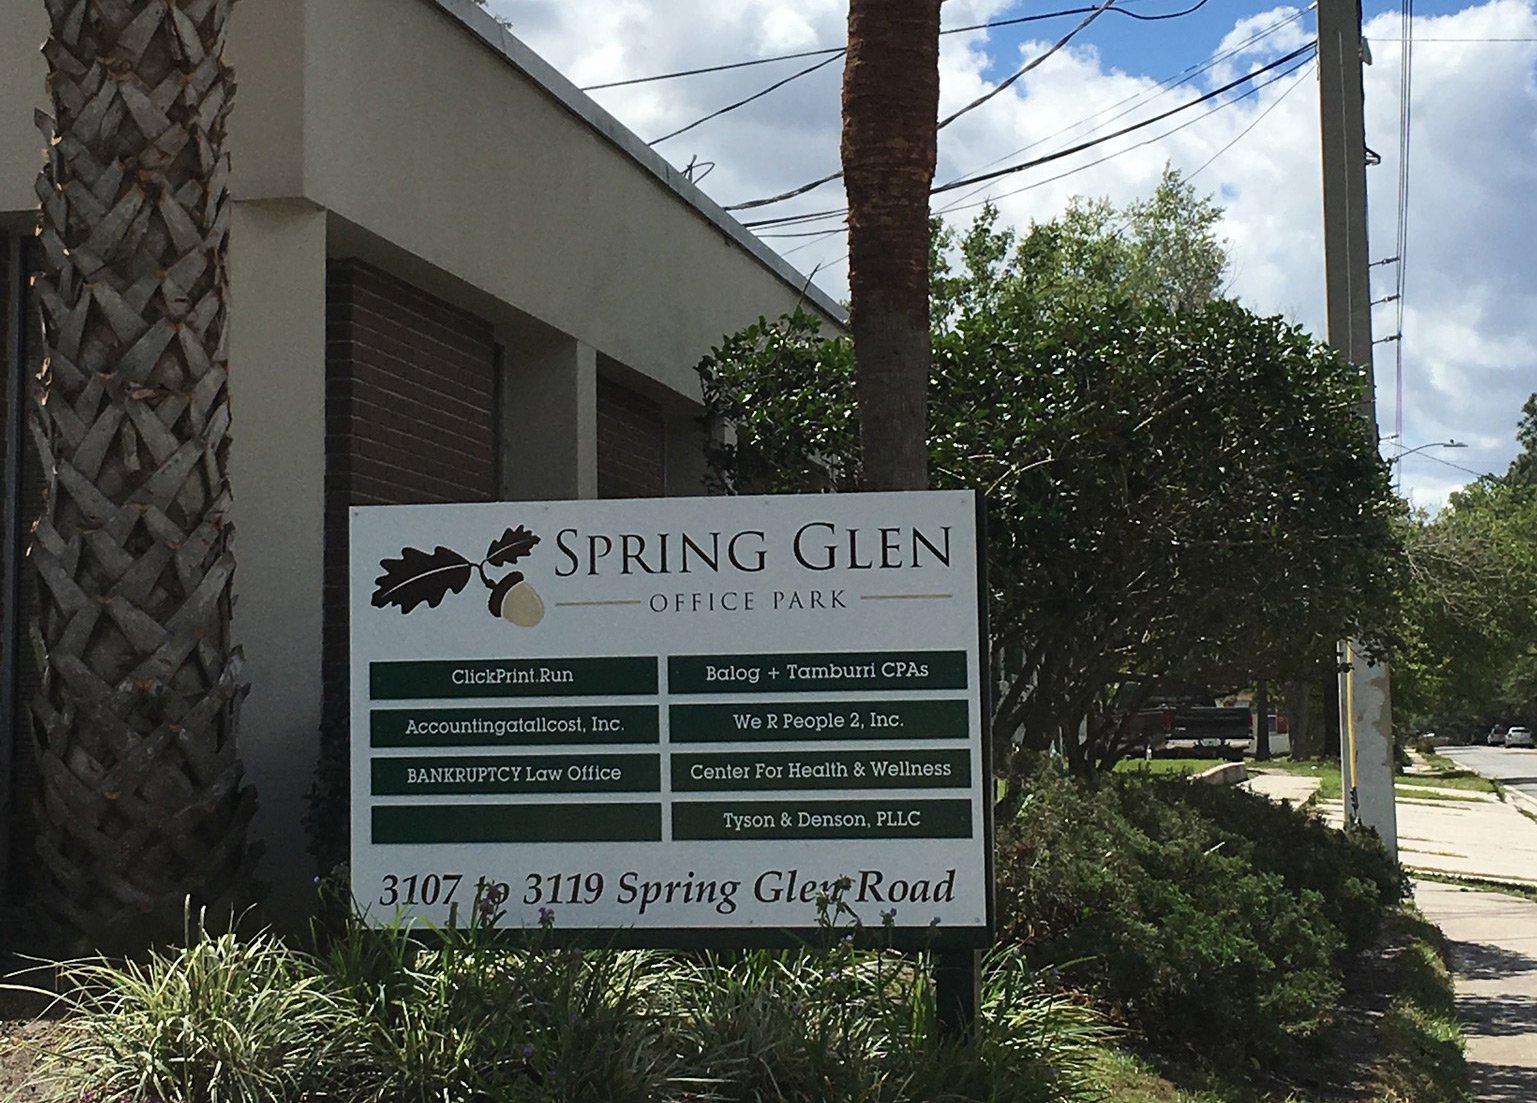 SPRING GLEN
OFFICE PARK
ClickPrint.Run
Balog + Tamburri CPAs
Accountingatallcost, Inc.
We R People 2, Inc.
BANKRUPTCY Law Office
Center For Health & Wellness
Tyson & Denson, PLLC
3107 to 3119 Spring Glen Road